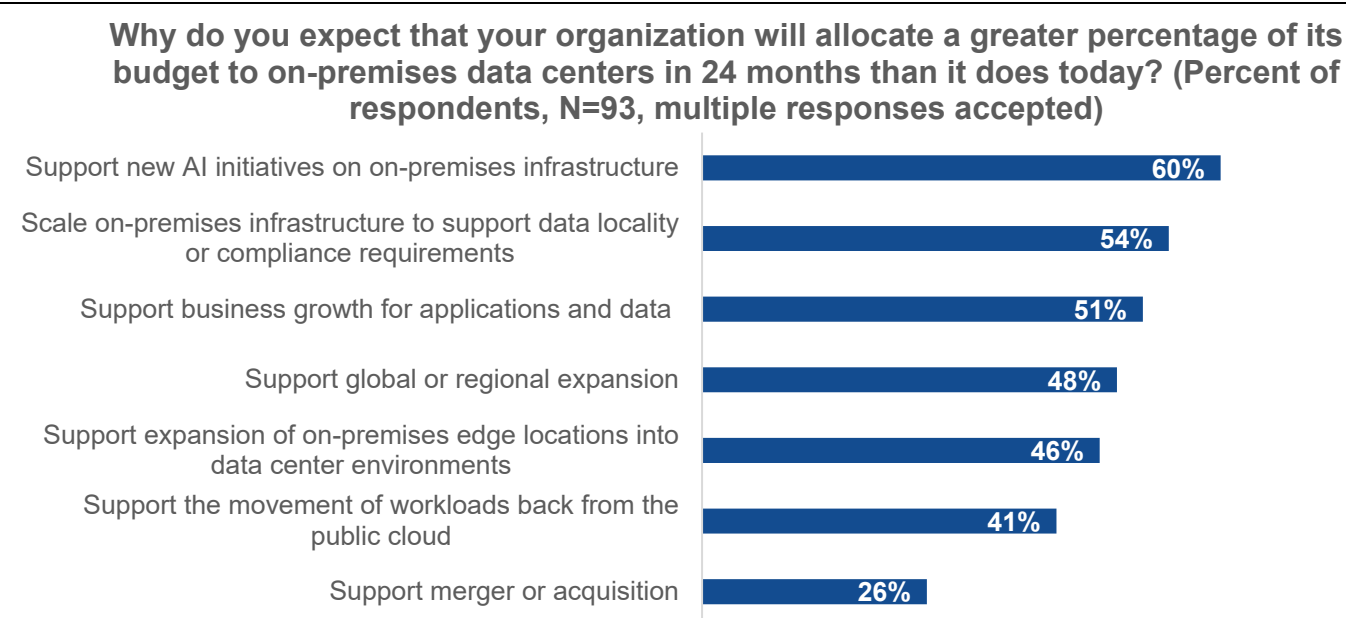 Why do you expect that your organization will allocate a greater percentage of its
budget to on-premises data centers in 24 months than it does today? (Percent of
respondents, N=93, multiple responses accepted)
Support new AI initiatives on on-premises infrastructure
60%
Scale on-premises infrastructure to support data locality
or compliance requirements
54%
Support business growth for applications and data
51%
Support global or regional expansion
48%
Support expansion of on-premises edge locations into
data center environments
46%
Support the movement of workloads back from the
public cloud
41%
Support merger or acquisition
26%